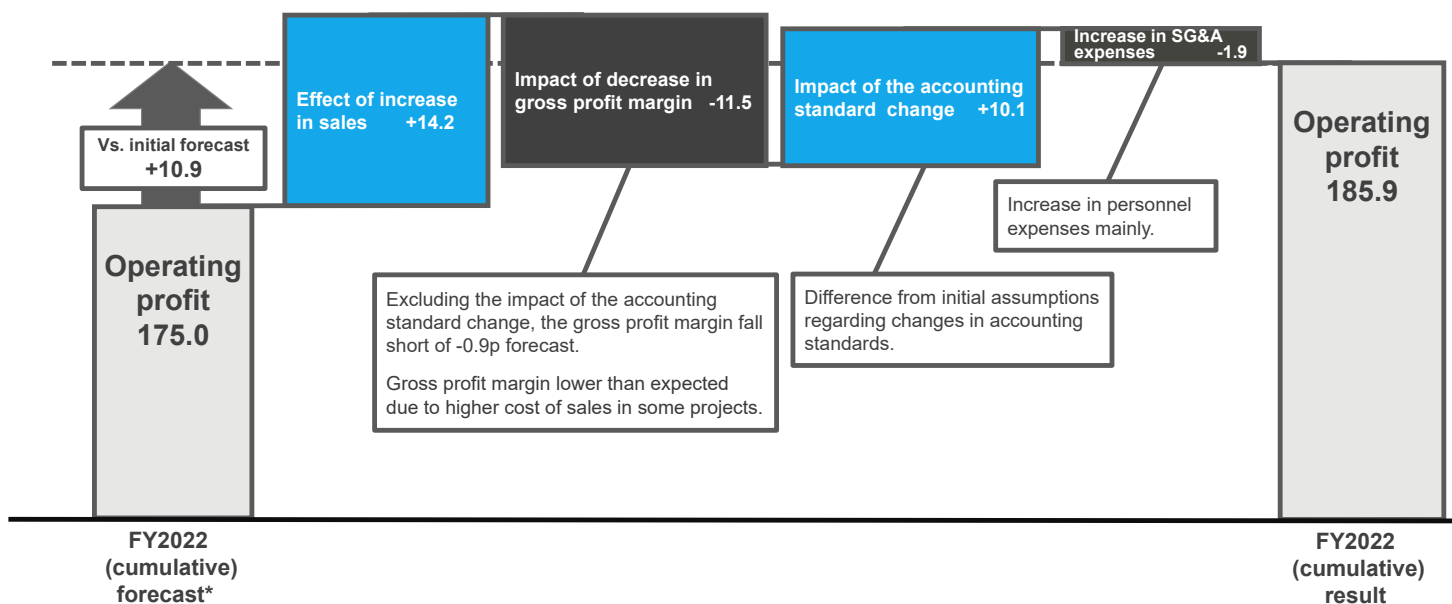 Vs. initial forecast
+10.9
Operating
profit
175.0
Effect of increase
in sales +14.2
Impact of decrease in
gross profit margin -11.5
Impact of the accounting
standard change +10.1
Increase in SG&A
expenses -1.9
Operating
profit
185.9
Increase in personnel
expenses mainly.
Excluding the impact of the accounting
standard change, the gross profit margin fall
short of -0.9p forecast.
Gross profit margin lower than expected
due to higher cost of sales in some projects.
Difference from initial assumptions
regarding changes in accounting
standards.
FY2022
(cumulative)
forecast*
FY2022
(cumulative)
result